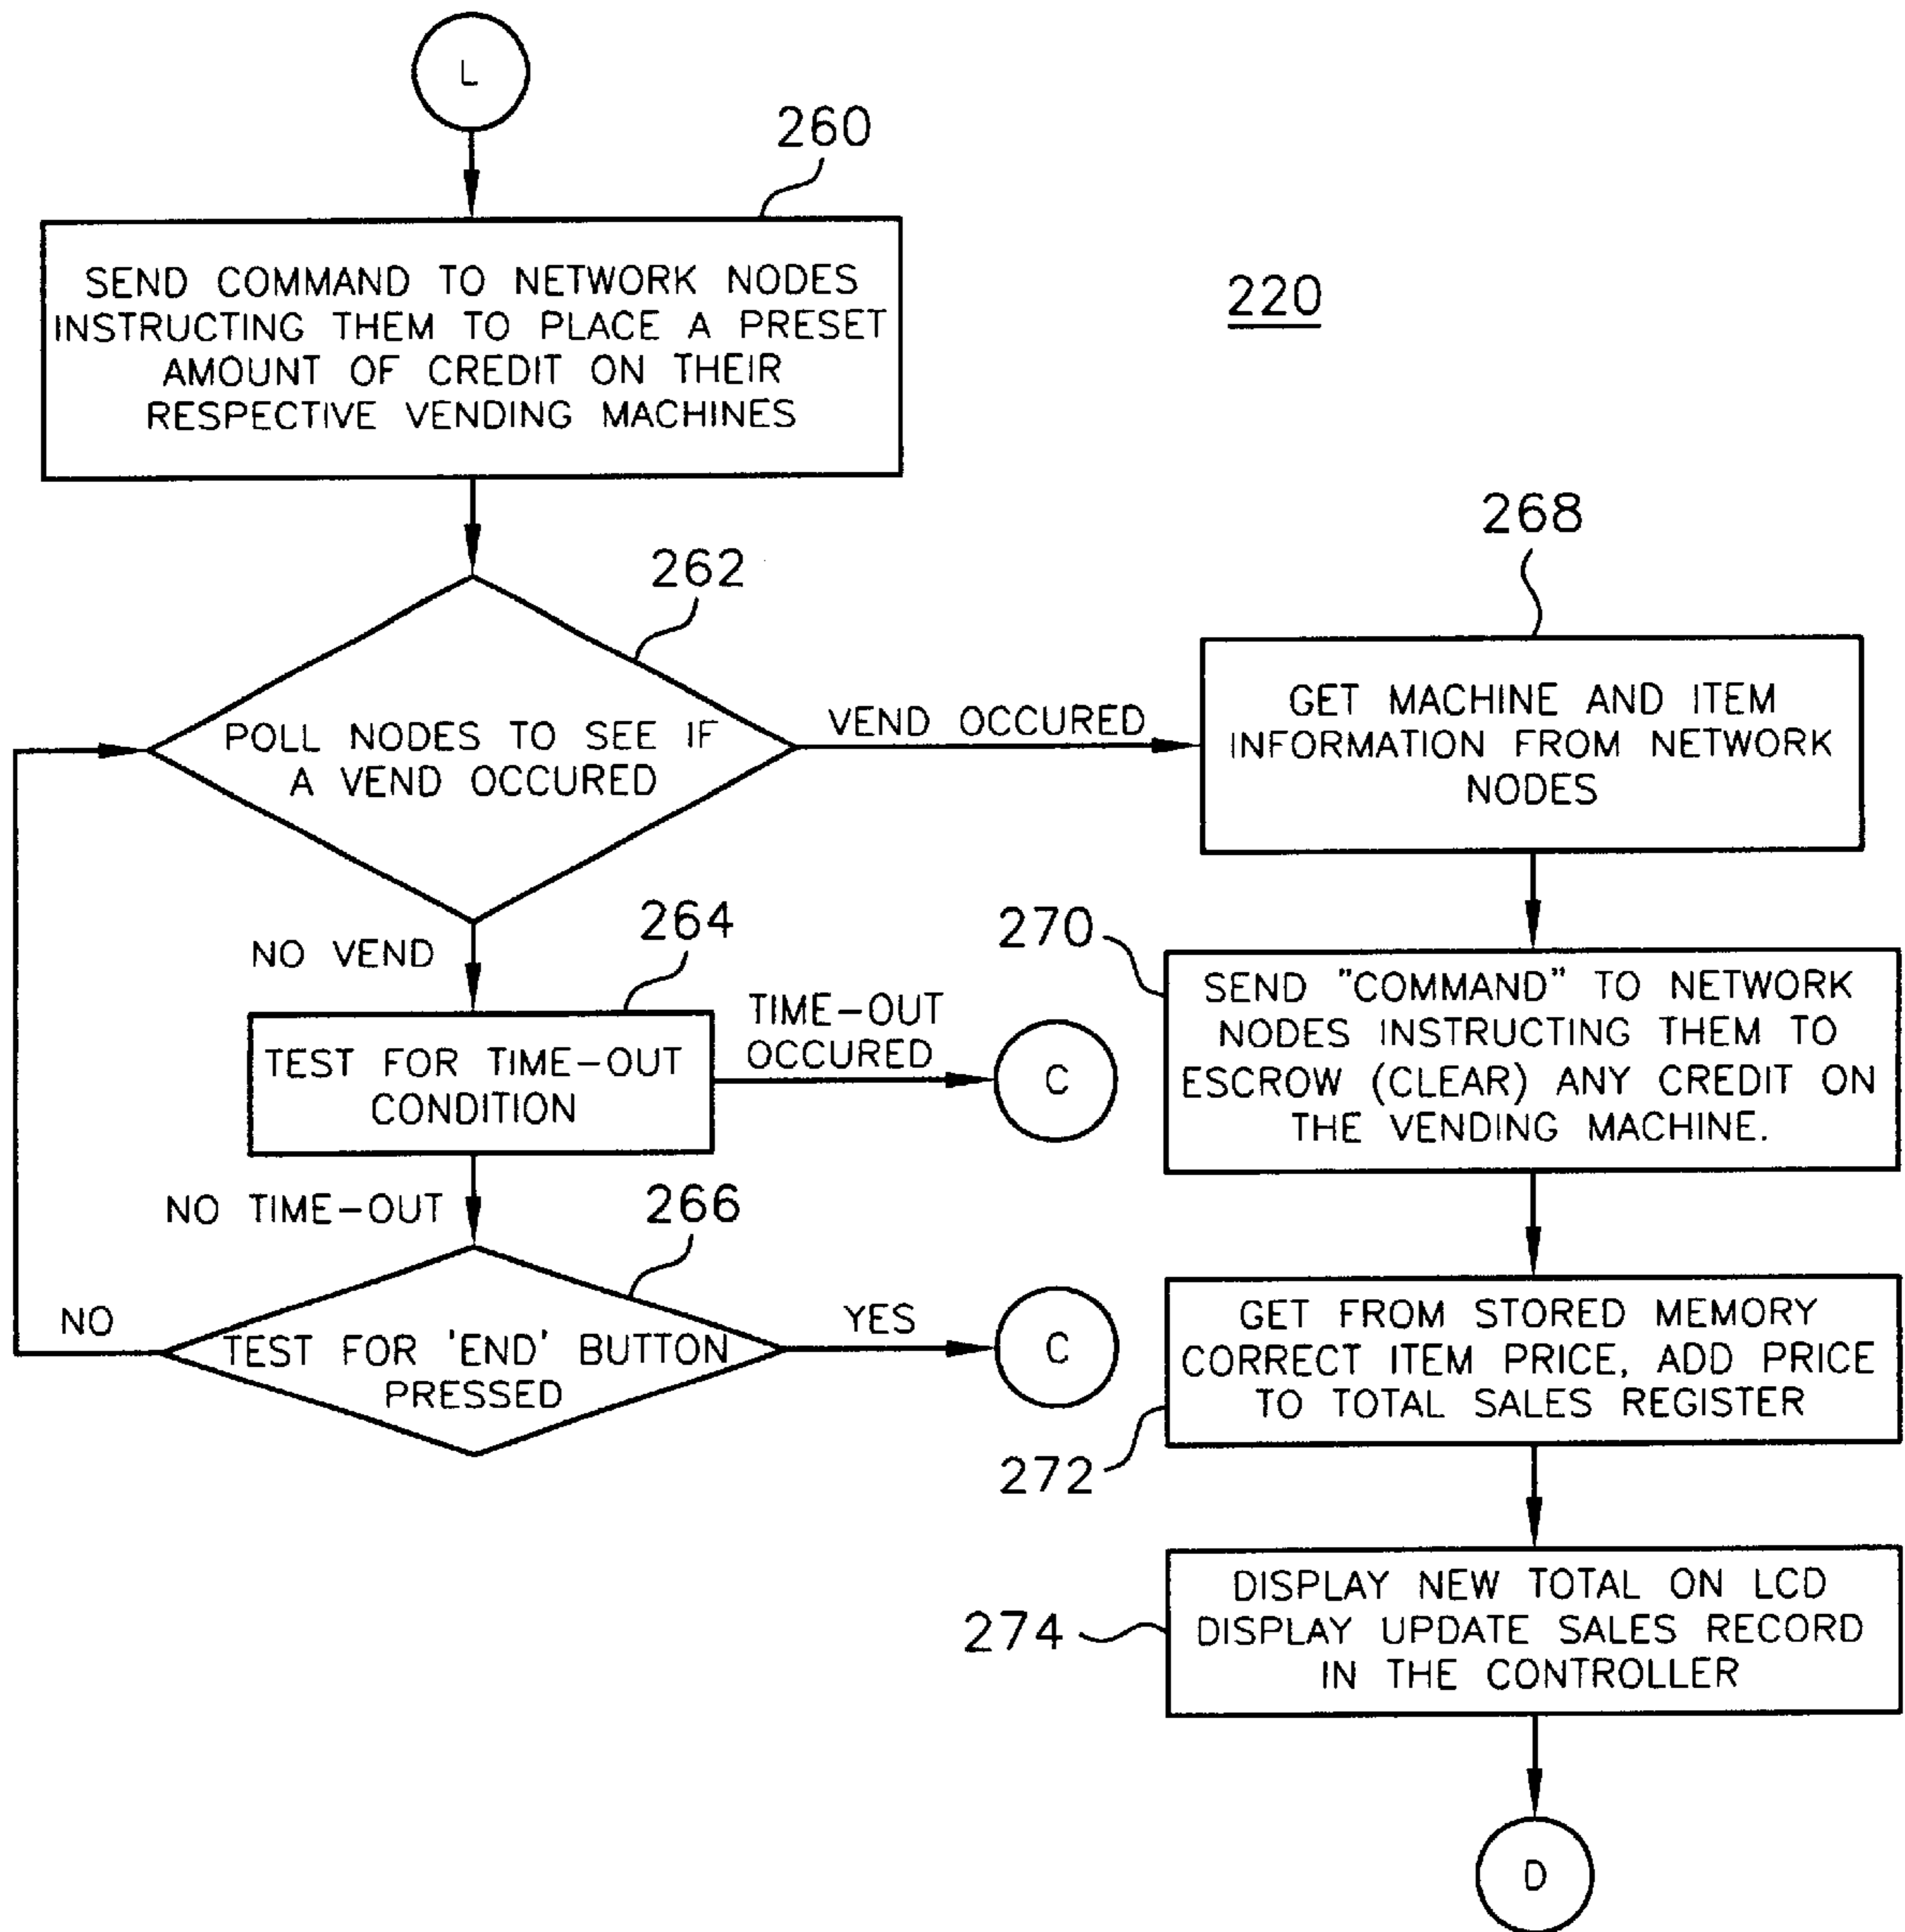 L
260
SEND COMMAND TO NETWORK NODES
INSTRUCTING THEM TO PLACE A PRESET
AMOUNT OF CREDIT ON THEIR
RESPECTIVE VENDING MACHINES
220
262
POLL NODES TO SEE IF
A VEND OCCURED
VEND OCCURED
268
GET MACHINE AND ITEM
INFORMATION FROM NETWORK
NODES
NO VEND
264
TEST FOR TIME-OUT
CONDITION
TIME-OUT
OCCURED
C
270
SEND "COMMAND" TO NETWORK
NODES INSTRUCTING THEM TO
ESCROW (CLEAR) ANY CREDIT ON
THE VENDING MACHINE.
NO TIME-OUT
266
NO
TEST FOR 'END' BUTTON
PRESSED
YES
C
GET FROM STORED MEMORY
CORRECT ITEM PRICE, ADD PRICE
TO TOTAL SALES REGISTER
272
DISPLAY NEW TOTAL ON LCD
DISPLAY UPDATE SALES RECORD
IN THE CONTROLLER
274
D